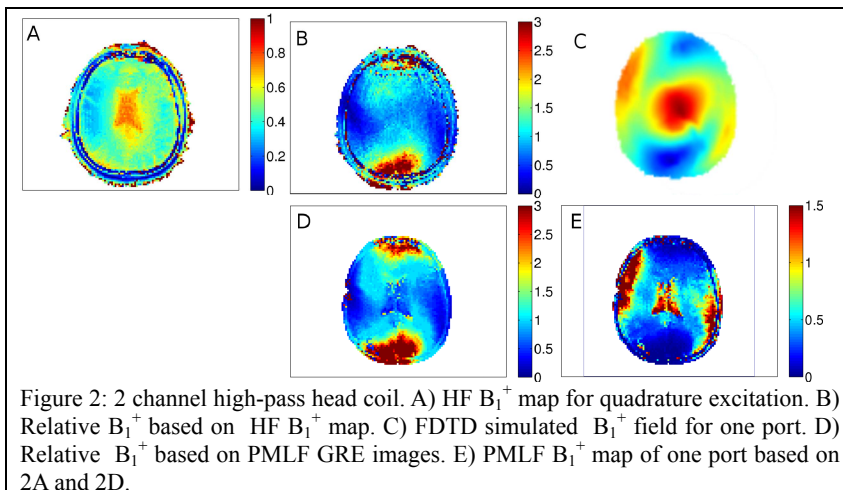 A
1
0.8
0.6
0.4
0.2
0
B
3
2.5
2
1.5
1
0.5
0
C
D
3
2.5
2
1.5
1
0.5
0
E
1.5
1
0.5
0
Figure 2: 2 channel high-pass head coil. A) HF B₁⁺ map for quadrature excitation. B)
Relative B₁⁺ based on HF B₁⁺ map. C) FDTD simulated B₁⁺ field for one port. D)
Relative B₁⁺ based on PMLF GRE images. E) PMLF B₁⁺ map of one port based on
2A and 2D.